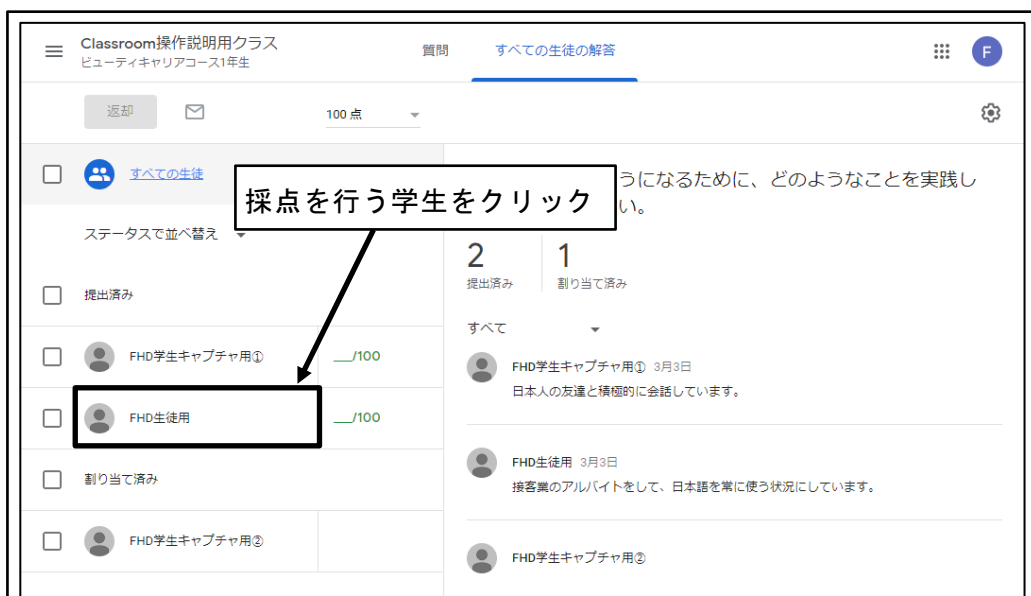 Classroom操作説明用クラス
ビューティキャリアコース1年生
質問
すべての生徒の解答
F
返却
100 点
すべての生徒
採点を行う学生をクリック
うになるために、どのようなことを実践し
い。
ステータスで並べ替え
2
提出済み
1
割り当て済み
提出済み
すべて
FHD学生キャプチャ用①
__/100
FHD学生キャプチャ用① 3月3日
日本人の友達と積極的に会話しています。
FHD生徒用
__/100
FHD生徒用 3月3日
接客業のアルバイトをして、日本語を常に使う状況にしています。
割り当て済み
FHD学生キャプチャ用②
FHD学生キャプチャ用②